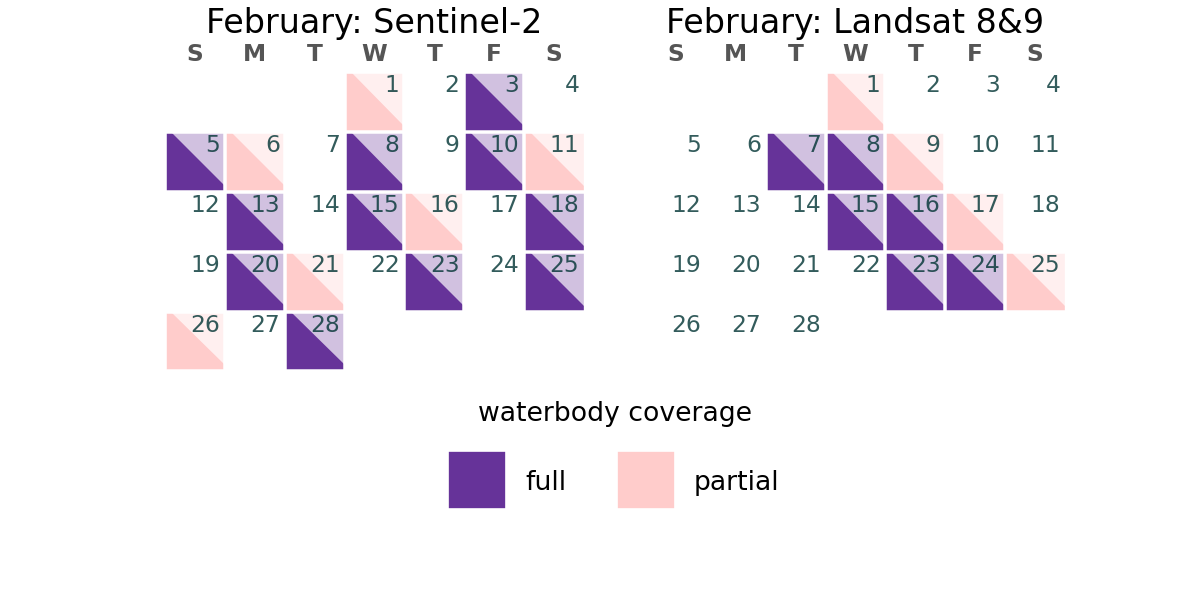 February: Sentinel-2
S M T W T F S
1 2 3 4
5 6 7 8 9 10 11
12 13 14 15 16 17 18
19 20 21 22 23 24 25
26 27 28
February: Landsat 8&9
S M T W T F S
1 2 3 4
5 6 7 8 9 10 11
12 13 14 15 16 17 18
19 20 21 22 23 24 25
26 27 28
waterbody coverage
full partial